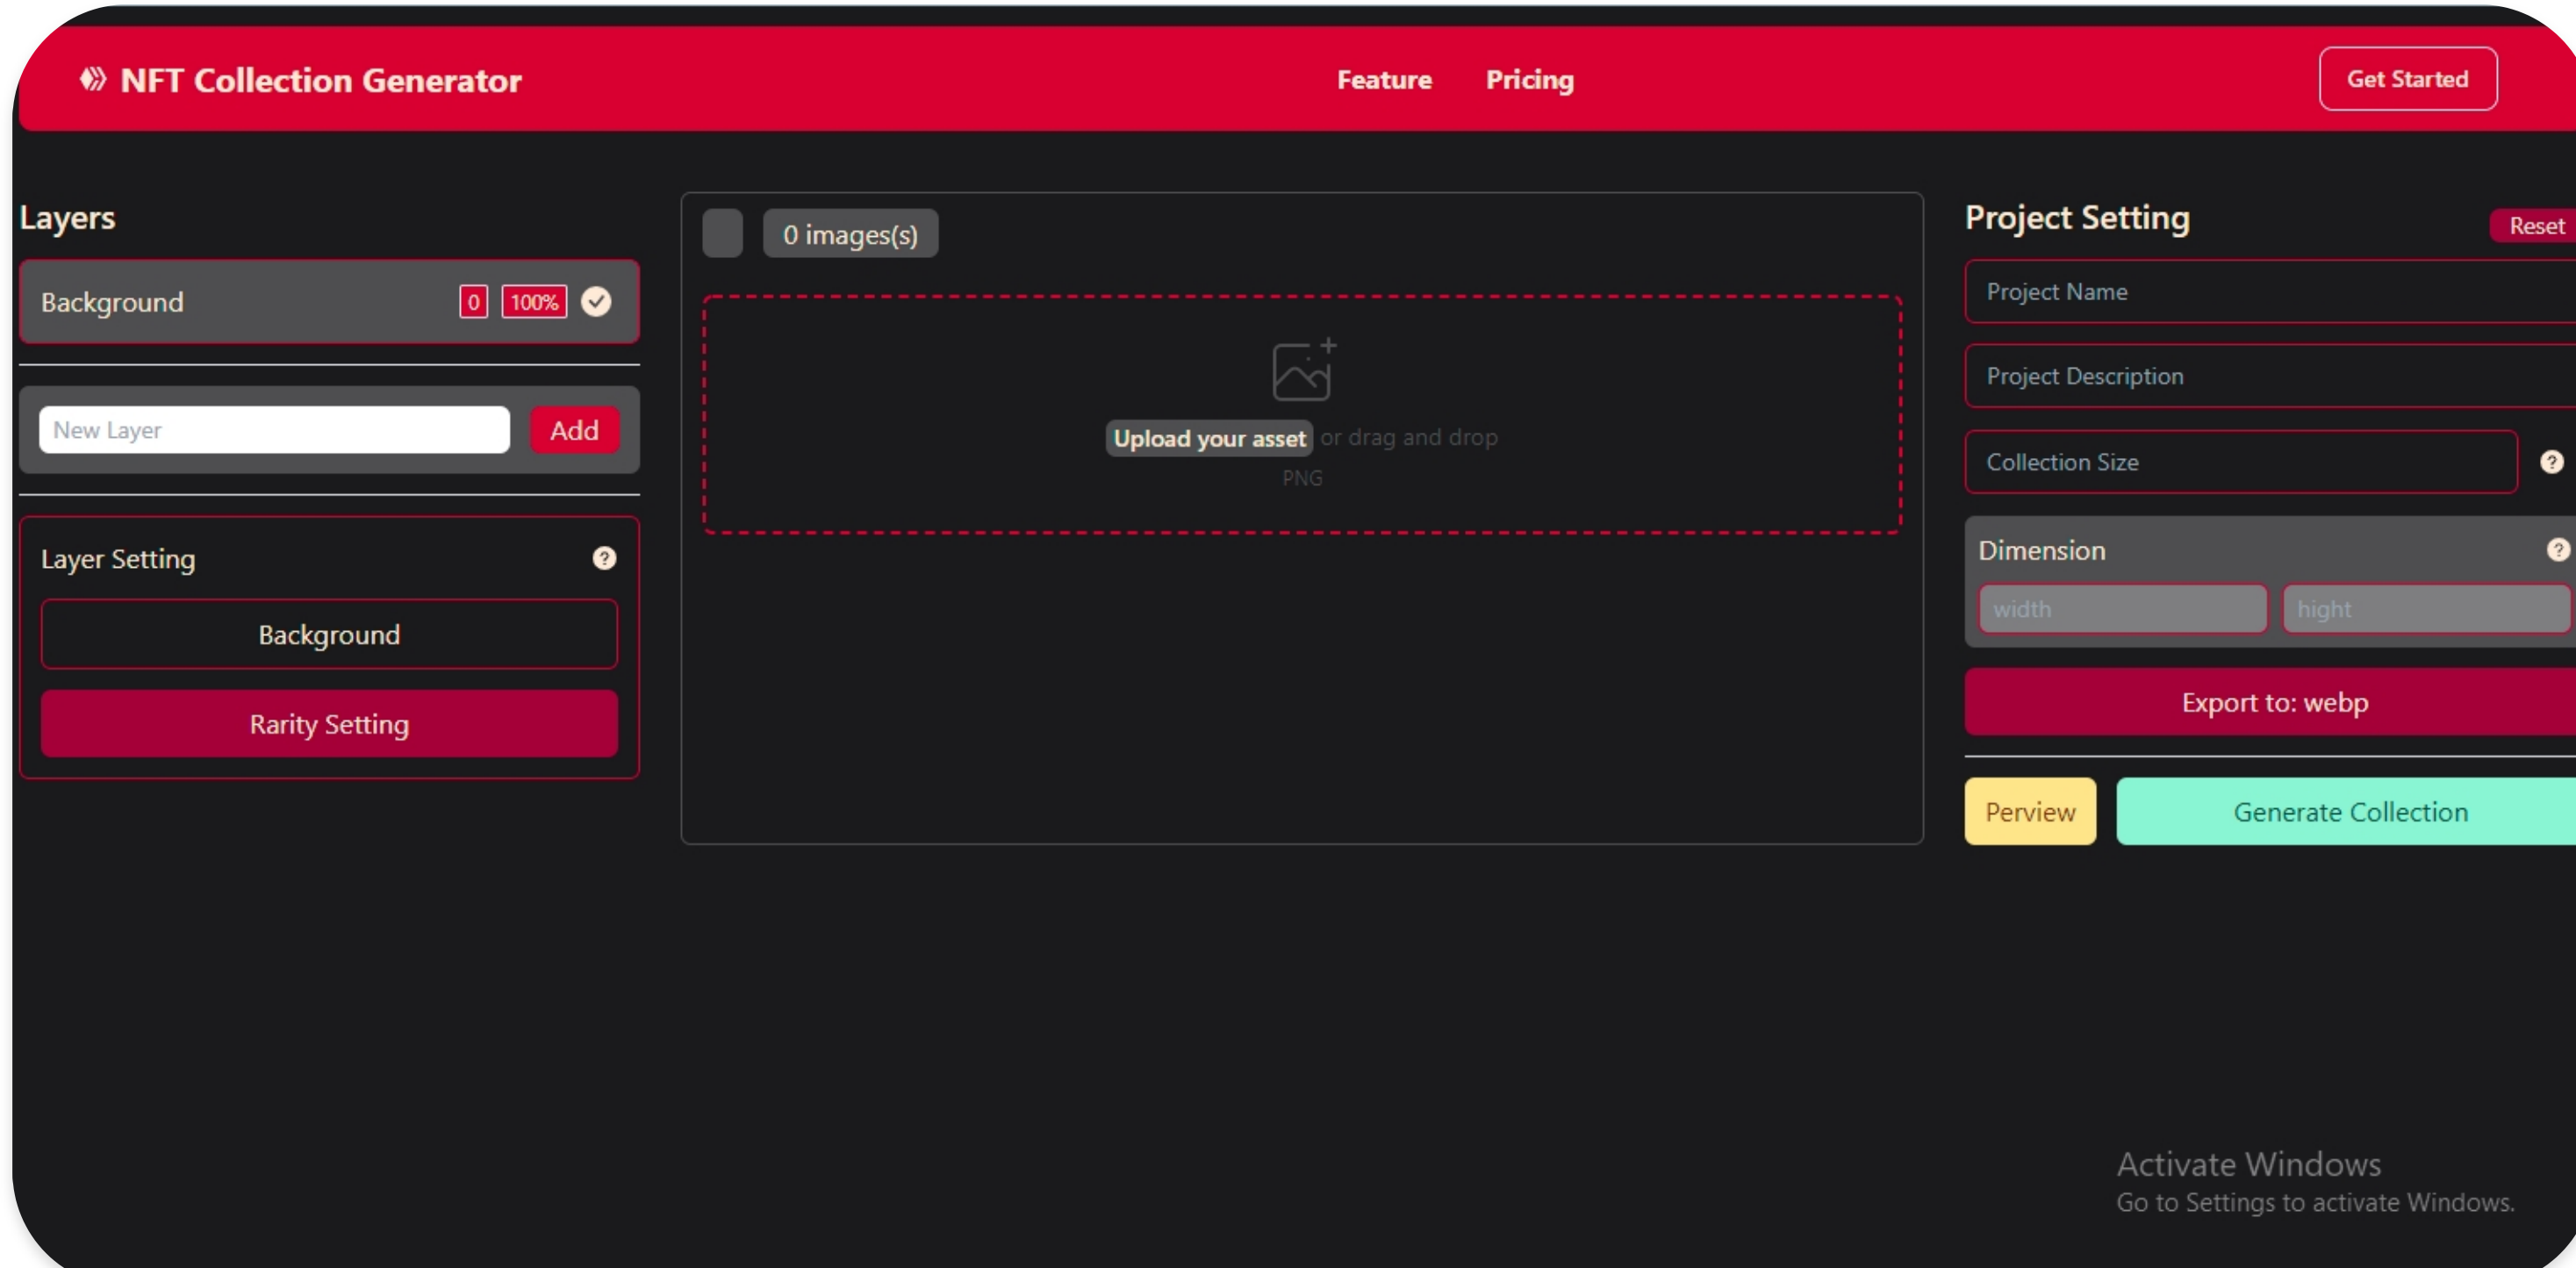 NFT Collection Generator
Feature
Pricing
Get Started
Layers
Background
0
100%
New Layer
Add
Layer Setting
?
Background
Rarity Setting
0 images(s)
Upload your asset or drag and drop
PNG
Project Setting
Reset
Project Name
Project Description
Collection Size
?
Dimension
?
width
hight
Export to: webp
Perview
Generate Collection
Activate Windows
Go to Settings to activate Windows.